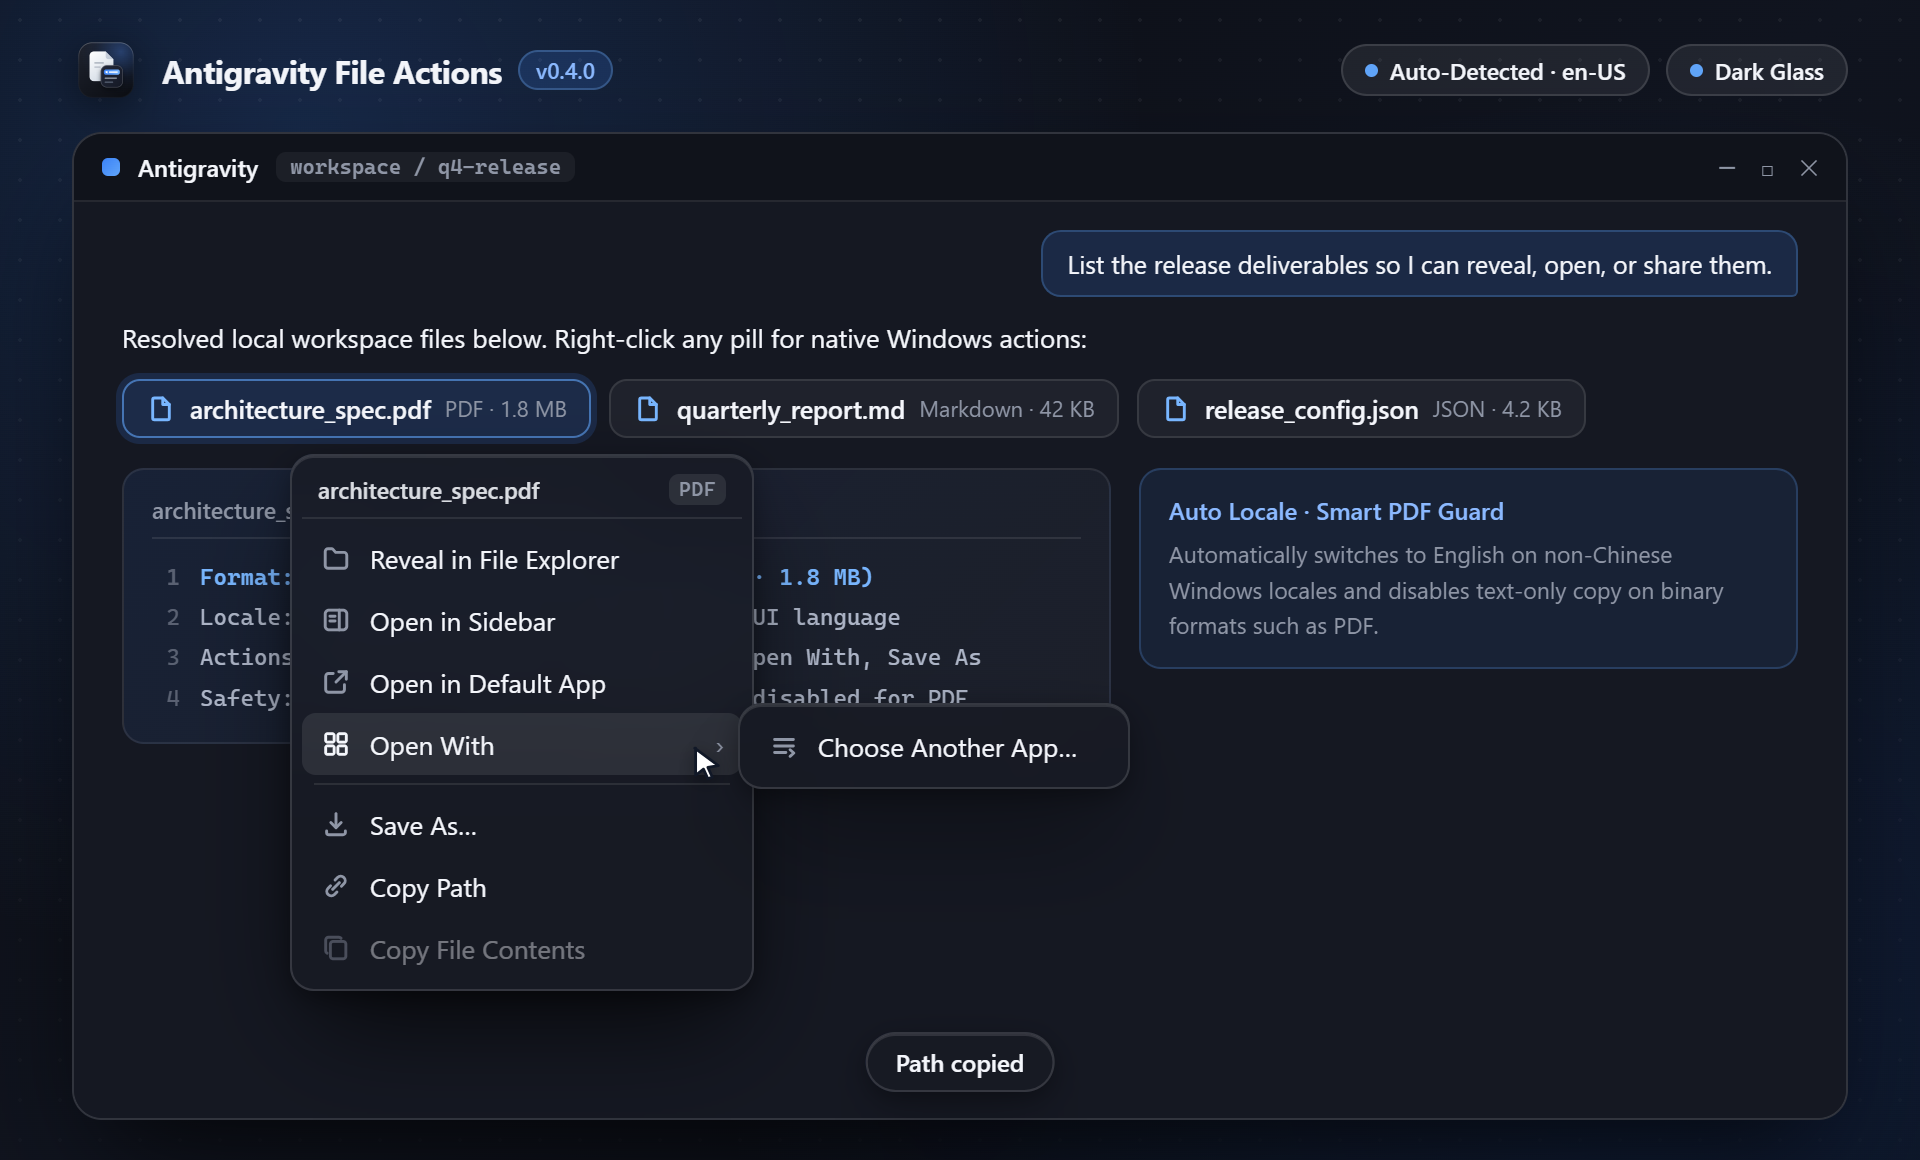 Antigravity File Actions v0.4.0
Auto-Detected · en-US
Dark Glass
Antigravity workspace / q4-release
List the release deliverables so I can reveal, open, or share them.
Resolved local workspace files below. Right-click any pill for native Windows actions:
architecture_spec.pdf PDF · 1.8 MB
quarterly_report.md Markdown · 42 KB
release_config.json JSON · 4.2 KB
architecture_s
1 Format: · 1.8 MB)
2 Locale: UI language
3 Actions pen With, Save As
4 Safety: disabled for PDF
architecture_spec.pdf PDF
Reveal in File Explorer
Open in Sidebar
Open in Default App
Open With
Choose Another App...
Save As...
Copy Path
Copy File Contents
Auto Locale · Smart PDF Guard
Automatically switches to English on non-Chinese
Windows locales and disables text-only copy on binary
formats such as PDF.
Path copied